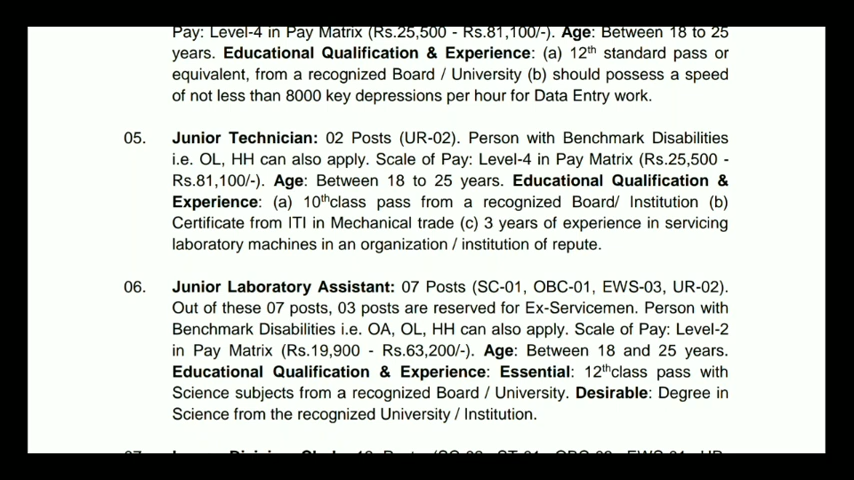 Pay: Level-4 in Pay Matrix (Rs.25,500 - Rs.81,100/-). Age: Between 18 to 25
years. Educational Qualification & Experience: (a) 12th standard pass or
equivalent, from a recognized Board / University (b) should possess a speed
of not less than 8000 key depressions per hour for Data Entry work.
05. Junior Technician: 02 Posts (UR-02). Person with Benchmark Disabilities
i.e. OL, HH can also apply. Scale of Pay: Level-4 in Pay Matrix (Rs.25,500 -
Rs.81,100/-). Age: Between 18 to 25 years. Educational Qualification &
Experience: (a) 10thclass pass from a recognized Board/ Institution (b)
Certificate from ITI in Mechanical trade (c) 3 years of experience in servicing
laboratory machines in an organization / institution of repute.
06. Junior Laboratory Assistant: 07 Posts (SC-01, OBC-01, EWS-03, UR-02).
Out of these 07 posts, 03 posts are reserved for Ex-Servicemen. Person with
Benchmark Disabilities i.e. OA, OL, HH can also apply. Scale of Pay: Level-2
in Pay Matrix (Rs.19,900 - Rs.63,200/-). Age: Between 18 and 25 years.
Educational Qualification & Experience: Essential: 12thclass pass with
Science subjects from a recognized Board / University. Desirable: Degree in
Science from the recognized University / Institution.